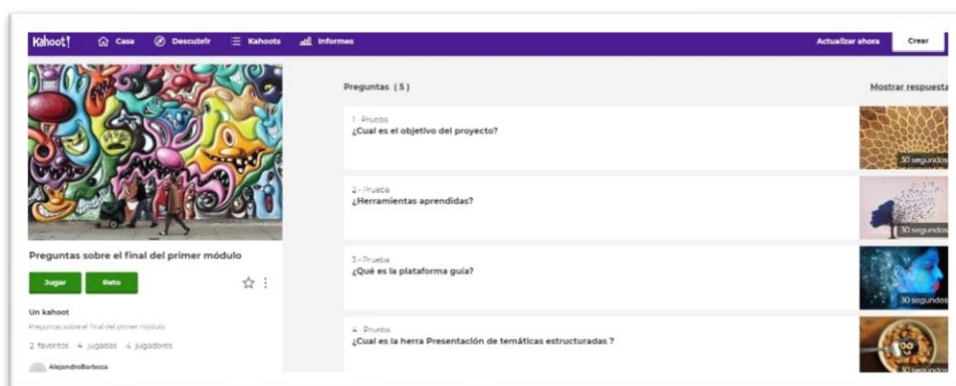 Kahoot! Casa Descubrir Kahoots Informes Actualizar ahora Crear
Preguntas (5) Mostrar respuesta
1 - Prueba
¿Cual es el objetivo del proyecto?
30 segundos
2 - Prueba
¿Herramientas aprendidas?
30 segundos
3 - Prueba
¿Qué es la plataforma guía?
30 segundos
4 - Prueba
¿Cual es la herra Presentación de temáticas estructuradas ?
30 segundos
Preguntas sobre el final del primer módulo
Jugar Reto
Un kahoot
Preguntas sobre el final del primer módulo
2 favoritos 4 jugadas 4 jugadores
AlejandroBarbosa